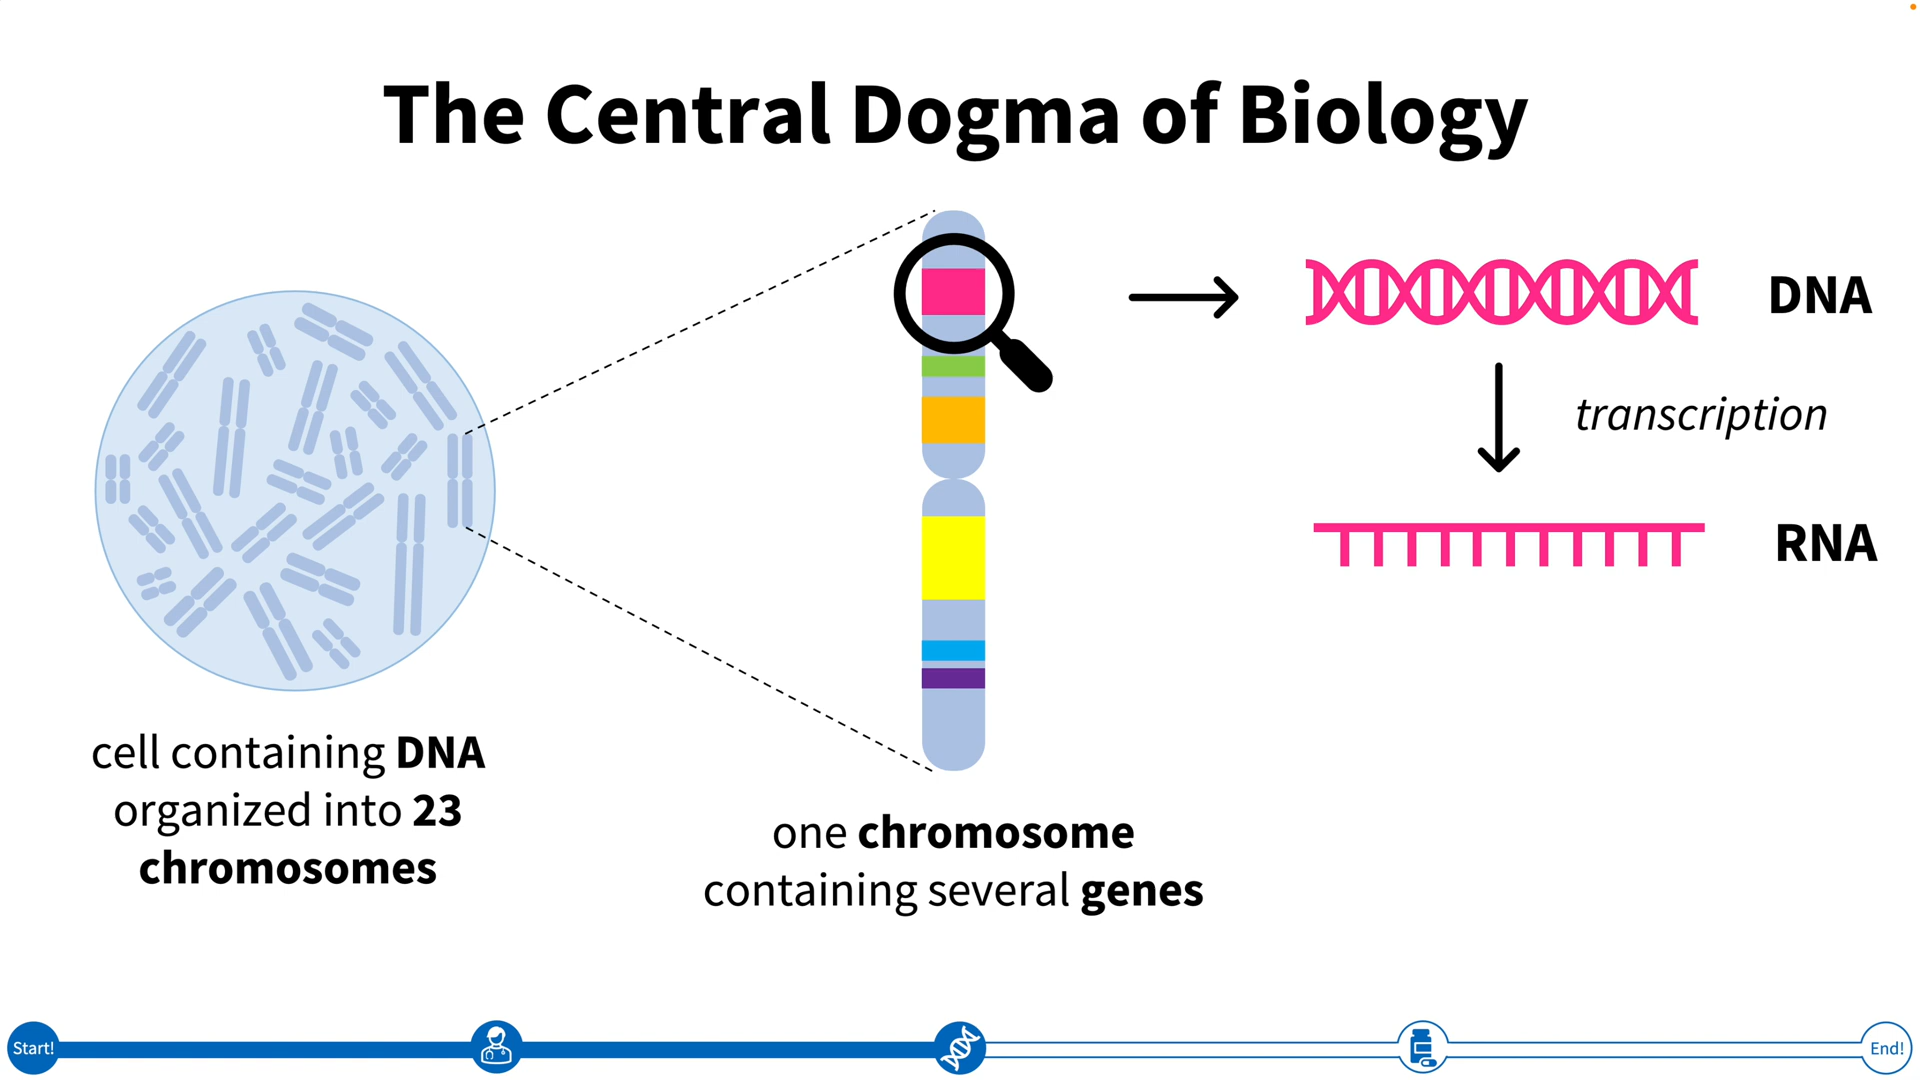 The Central Dogma of Biology
DNA
transcription
RNA
cell containing DNA
organized into 23
chromosomes
one chromosome
containing several genes
Start!
End!